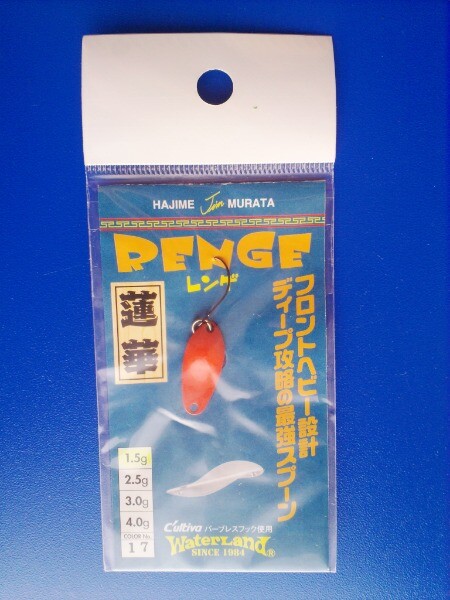 HAJIME Join MURATA
RENGE
レンゲ
蓮華
フロントヘビー設計
ディープ攻略の最強スプーン
1.5g
2.5g
3.0g
4.0g
COLOR No.
17
C'ultiva バーブレスフック使用
WaterLand®
SINCE 1984